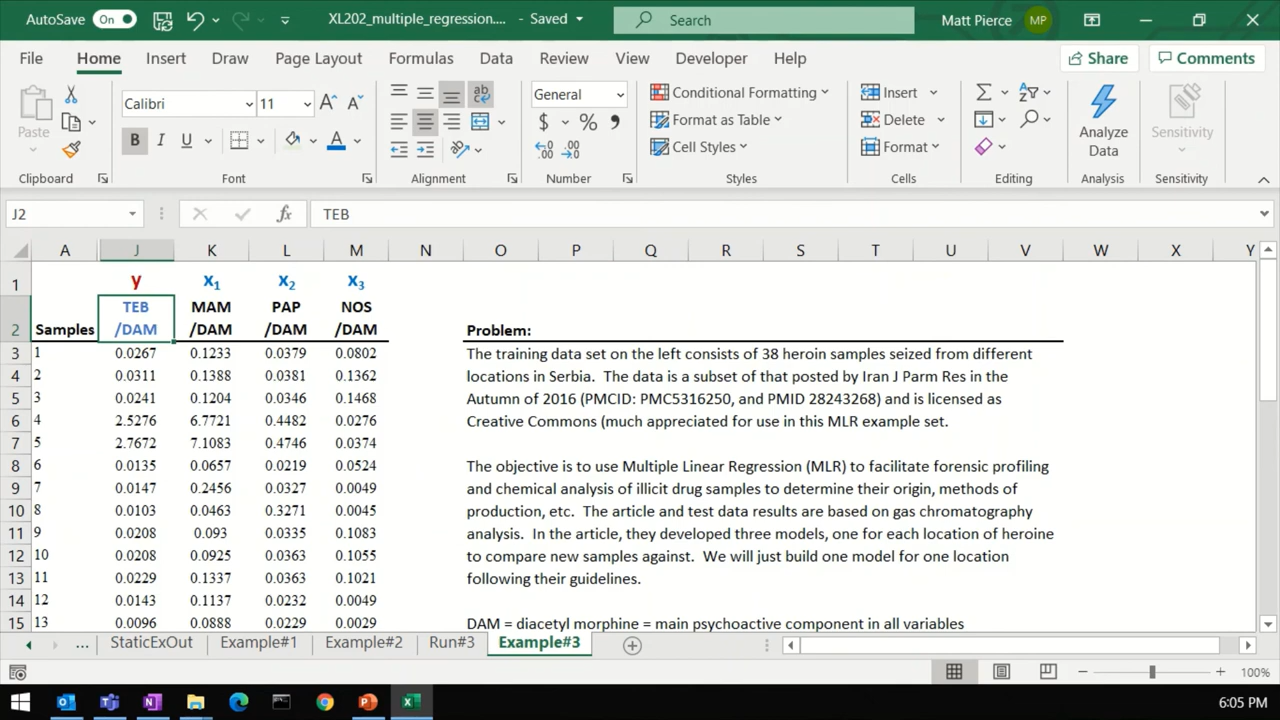 AutoSave On XL202_multiple_regression.... - Saved Search Matt Pierce MP
File Home Insert Draw Page Layout Formulas Data Review View Developer Help Share Comments
Paste Calibri 11 General Conditional Formatting Format as Table Cell Styles Insert Delete Format Analyze Data Sensitivity
Clipboard Font Alignment Number Styles Cells Editing Analysis Sensitivity
J2 fx TEB
A J K L M N O P Q R S T U V W X Y
1 y x1 x2 x3
2 Samples TEB /DAM MAM /DAM PAP /DAM NOS /DAM Problem:
3 1 0.0267 0.1233 0.0379 0.0802 The training data set on the left consists of 38 heroin samples seized from different
4 2 0.0311 0.1388 0.0381 0.1362 locations in Serbia. The data is a subset of that posted by Iran J Parm Res in the
5 3 0.0241 0.1204 0.0346 0.1468 Autumn of 2016 (PMCID: PMC5316250, and PMID 28243268) and is licensed as
6 4 2.5276 6.7721 0.4482 0.0276 Creative Commons (much appreciated for use in this MLR example set.
7 5 2.7672 7.1083 0.4746 0.0374
8 6 0.0135 0.0657 0.0219 0.0524 The objective is to use Multiple Linear Regression (MLR) to facilitate forensic profiling
9 7 0.0147 0.2456 0.0327 0.0049 and chemical analysis of illicit drug samples to determine their origin, methods of
10 8 0.0103 0.0463 0.3271 0.0045 production, etc. The article and test data results are based on gas chromatography
11 9 0.0208 0.093 0.0335 0.1083 analysis. In the article, they developed three models, one for each location of heroine
12 10 0.0208 0.0925 0.0363 0.1055 to compare new samples against. We will just build one model for one location
13 11 0.0229 0.1337 0.0363 0.1021 following their guidelines.
14 12 0.0143 0.1137 0.0232 0.0049
15 13 0.0096 0.0888 0.0229 0.0029 DAM = diacetyl morphine = main psychoactive component in all variables
... StaticExOut Example#1 Example#2 Run#3 Example#3
100%
6:05 PM